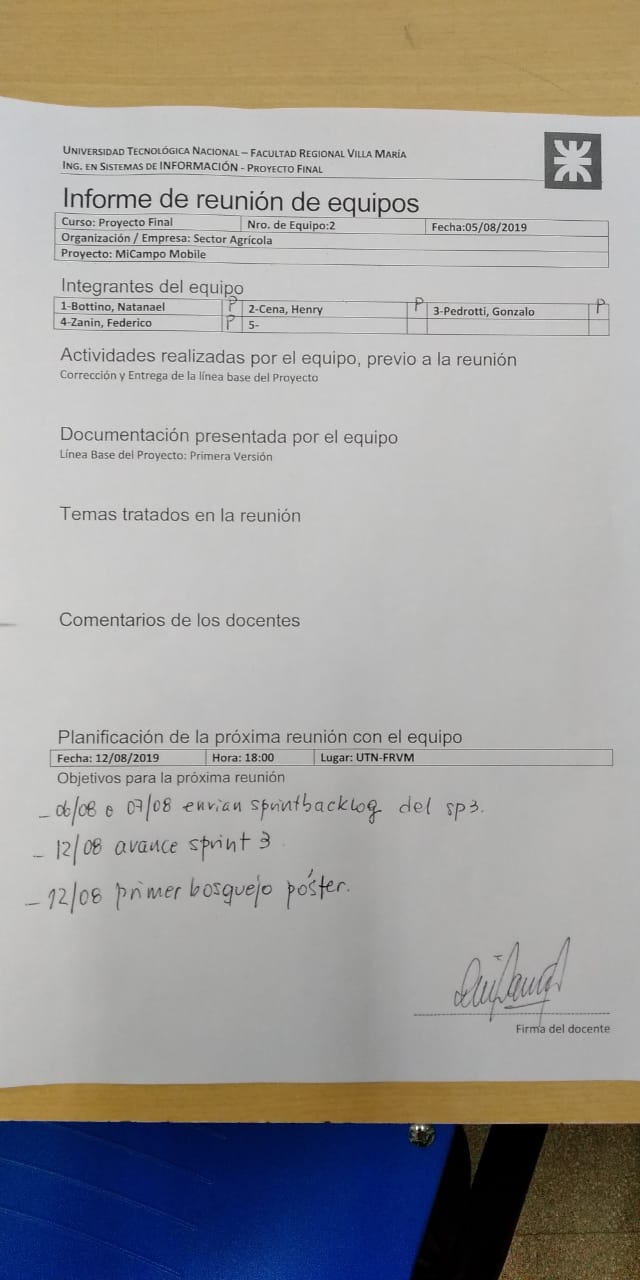 UNIVERSIDAD TECNOLÓGICA NACIONAL – FACULTAD REGIONAL VILLA MARÍA
ING. EN SISTEMAS DE INFORMACIÓN - PROYECTO FINAL
Informe de reunión de equipos
Curso: Proyecto Final Nro. de Equipo:2 Fecha:05/08/2019
Organización / Empresa: Sector Agrícola
Proyecto: MiCampo Mobile
Integrantes del equipo
1-Bottino, Natanael P 2-Cena, Henry P 3-Pedrotti, Gonzalo P
4-Zanin, Federico P 5-
Actividades realizadas por el equipo, previo a la reunión
Corrección y Entrega de la línea base del Proyecto
Documentación presentada por el equipo
Línea Base del Proyecto: Primera Versión
Temas tratados en la reunión
Comentarios de los docentes
Planificación de la próxima reunión con el equipo
Fecha: 12/08/2019 Hora: 18:00 Lugar: UTN-FRVM
Objetivos para la próxima reunión
- 06/08 o 07/08 envian sprintbacklog del sp3.
- 12/08 avance sprint 3
- 12/08 primer bosquejo póster.
Firma del docente